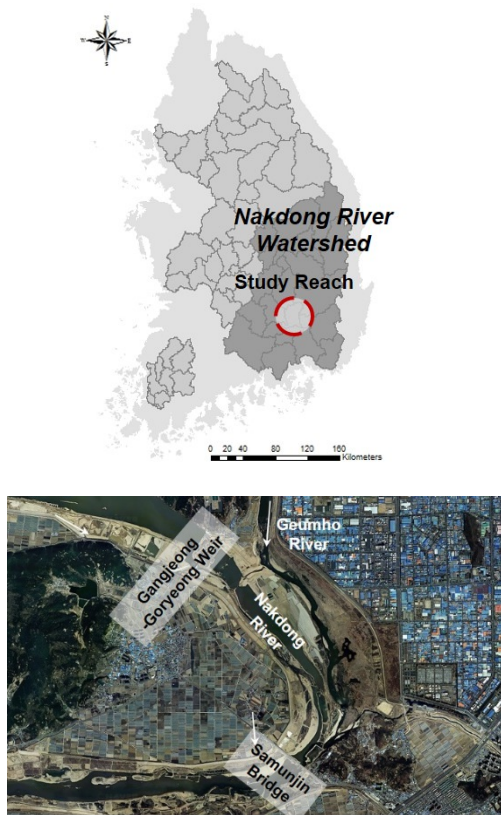 N
W
E
S
Nakdong River
Watershed
Study Reach
0 20 40 80 120 160
Kilometers
Geumho
River
Gangjeong
-Goryeong Weir
Nakdong
River
Samunjin
Bridge